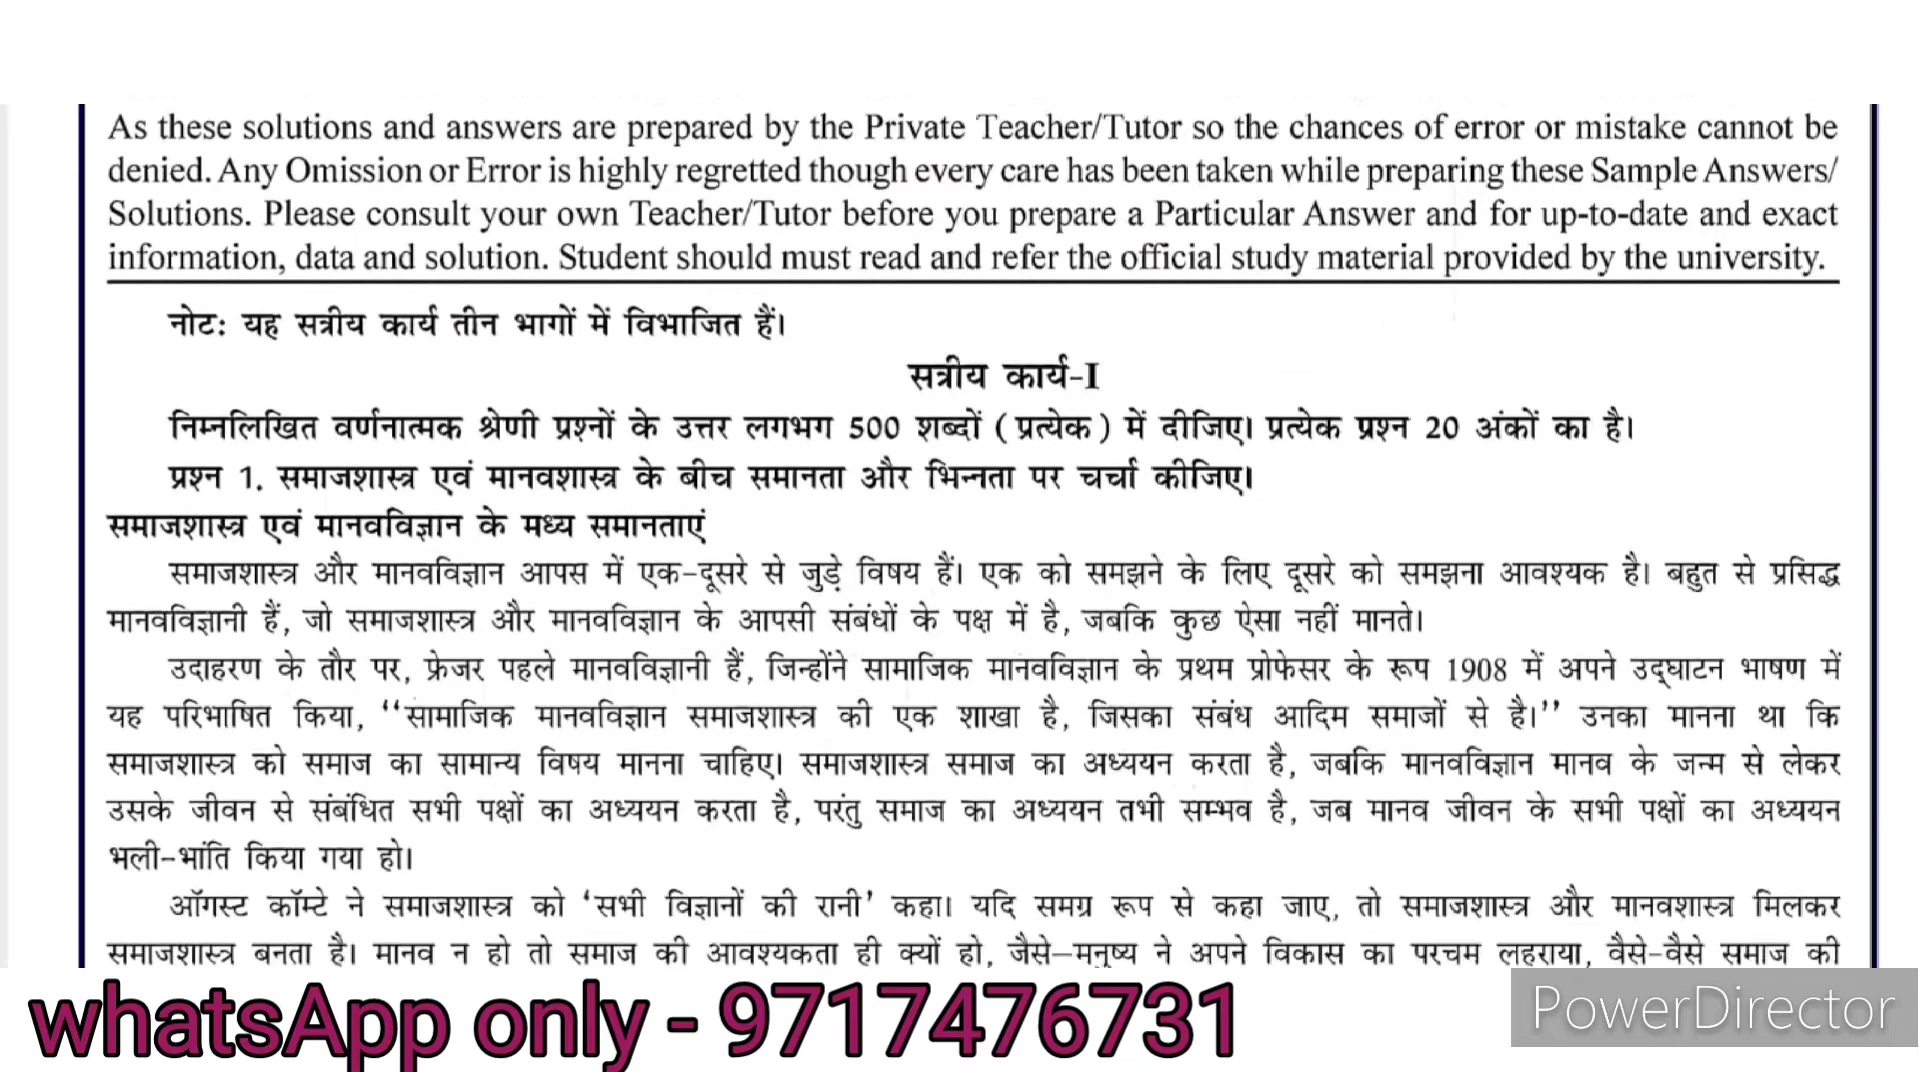 As these solutions and answers are prepared by the Private Teacher/Tutor so the chances of error or mistake cannot be
denied. Any Omission or Error is highly regretted though every care has been taken while preparing these Sample Answers/
Solutions. Please consult your own Teacher/Tutor before you prepare a Particular Answer and for up-to-date and exact
information, data and solution. Student should must read and refer the official study material provided by the university.
नोट: यह सत्रीय कार्य तीन भागों में विभाजित हैं।
सत्रीय कार्य-I
निम्नलिखित वर्णनात्मक श्रेणी प्रश्नों के उत्तर लगभग 500 शब्दों (प्रत्येक) में दीजिए। प्रत्येक प्रश्न 20 अंकों का है।
प्रश्न 1. समाजशास्त्र एवं मानवशास्त्र के बीच समानता और भिन्नता पर चर्चा कीजिए।
समाजशास्त्र एवं मानवविज्ञान के मध्य समानताएं
समाजशास्त्र और मानवविज्ञान आपस में एक-दूसरे से जुड़े विषय हैं। एक को समझने के लिए दूसरे को समझना आवश्यक है। बहुत से प्रसिद्ध
मानवविज्ञानी हैं, जो समाजशास्त्र और मानवविज्ञान के आपसी संबंधों के पक्ष में है, जबकि कुछ ऐसा नहीं मानते।
उदाहरण के तौर पर, फ्रेजर पहले मानवविज्ञानी हैं, जिन्होंने सामाजिक मानवविज्ञान के प्रथम प्रोफेसर के रूप 1908 में अपने उद्घाटन भाषण में
यह परिभाषित किया, “सामाजिक मानवविज्ञान समाजशास्त्र की एक शाखा है, जिसका संबंध आदिम समाजों से है।” उनका मानना था कि
समाजशास्त्र को समाज का सामान्य विषय मानना चाहिए। समाजशास्त्र समाज का अध्ययन करता है, जबकि मानवविज्ञान मानव के जन्म से लेकर
उसके जीवन से संबंधित सभी पक्षों का अध्ययन करता है, परंतु समाज का अध्ययन तभी सम्भव है, जब मानव जीवन के सभी पक्षों का अध्ययन
भली-भांति किया गया हो।
ऑगस्ट कॉम्टे ने समाजशास्त्र को ‘सभी विज्ञानों की रानी’ कहा। यदि समग्र रूप से कहा जाए, तो समाजशास्त्र और मानवशास्त्र मिलकर
समाजशास्त्र बनता है। मानव न हो तो समाज की आवश्यकता ही क्यों हो, जैसे–मनुष्य ने अपने विकास का परचम लहराया, वैसे-वैसे समाज की
whatsApp only - 9717476731
PowerDirector